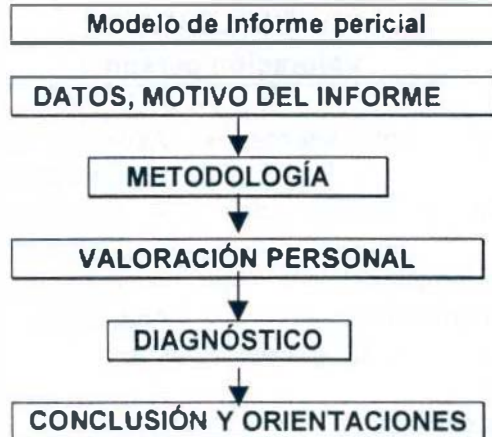 Modelo de Informe pericial
DATOS, MOTIVO DEL INFORME
METODOLOGÍA
VALORACIÓN PERSONAL
DIAGNÓSTICO
CONCLUSIÓN Y ORIENTACIONES